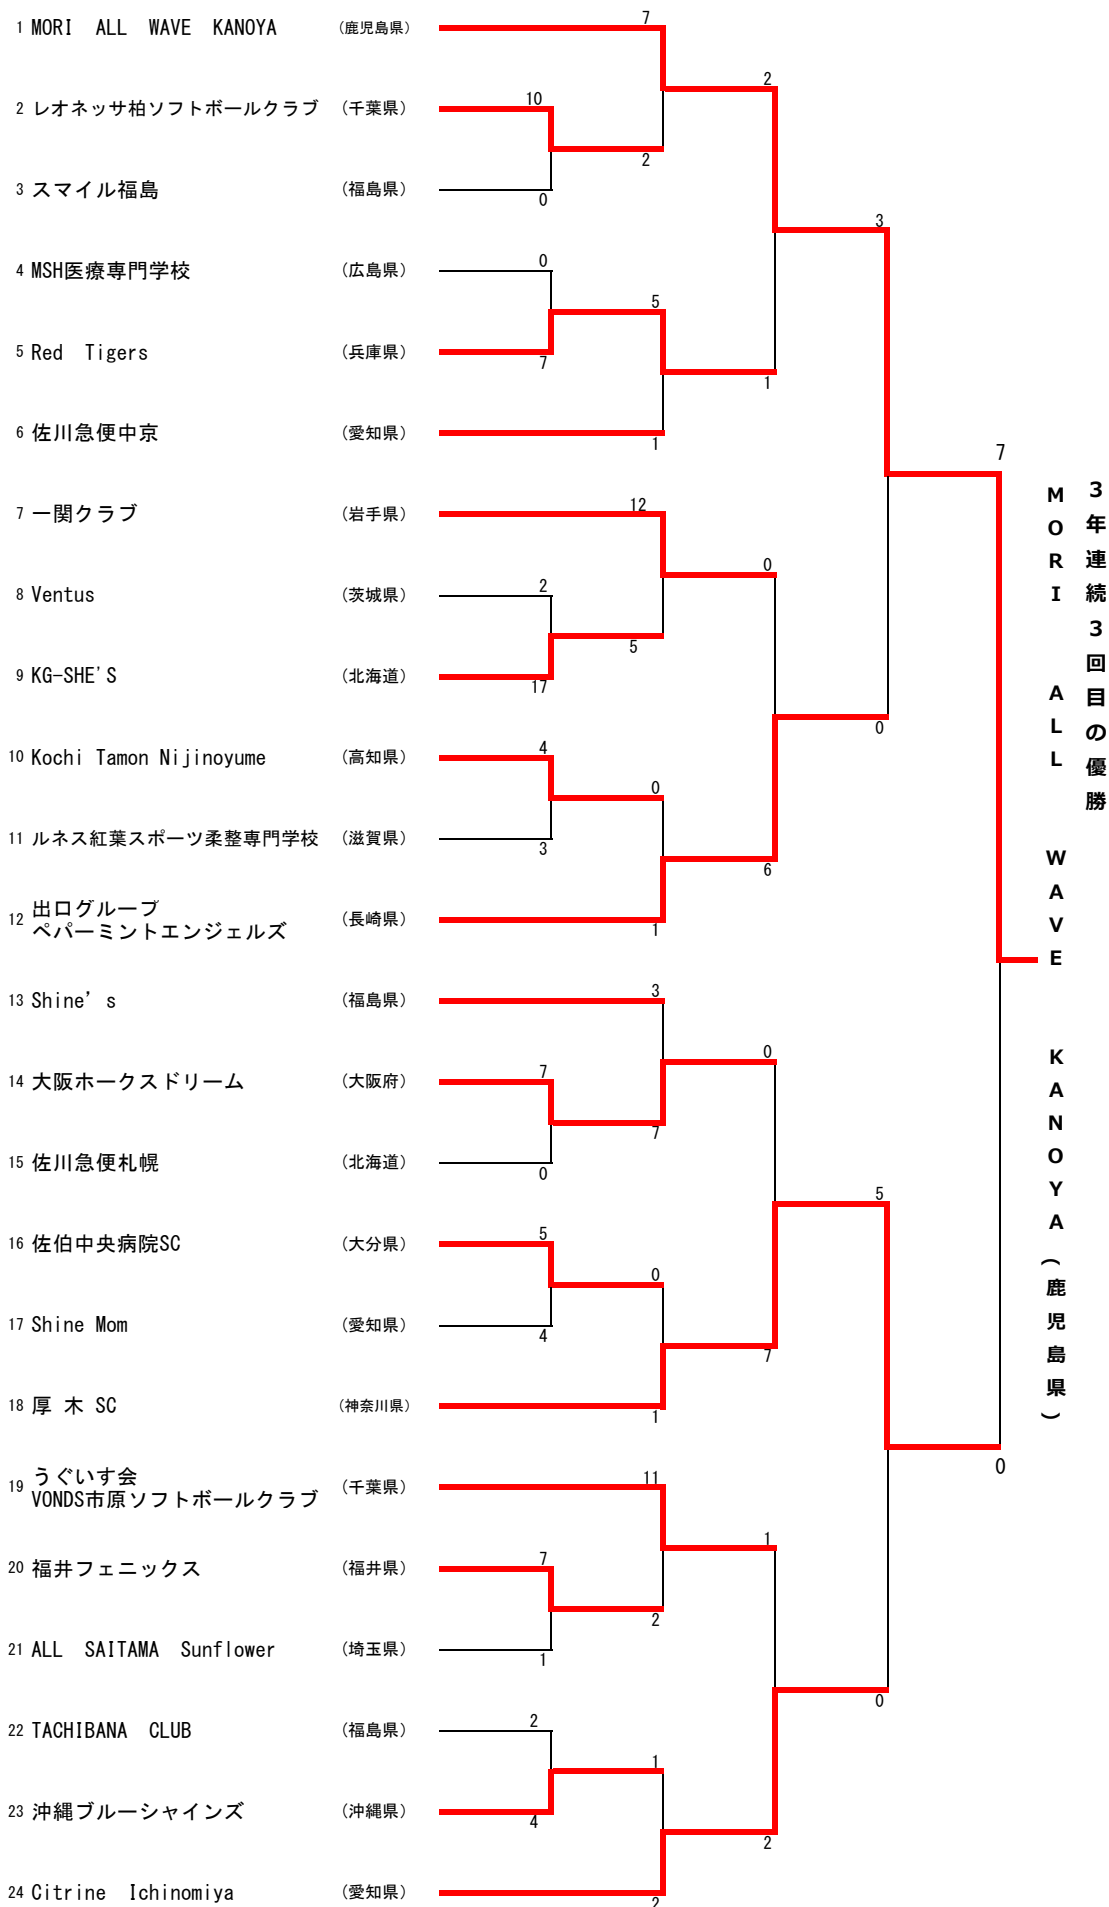 7
1 MORI ALL WAVE KANOYA (鹿児島県)
2
10
2 レオネッサ柏ソフトボールクラブ (千葉県)
2
3 スマイル福島 (福島県)
0
3
0
4 MSH医療専門学校 (広島県)
5
5 Red Tigers (兵庫県)
7
1
6 佐川急便中京 (愛知県)
1
7
12
7 一関クラブ (岩手県)
0
2
8 Ventus (茨城県)
5
9 KG-SHE'S (北海道)
17
0
4
10 Kochi Tamon Nijinoyume (高知県)
0
11 ルネス紅葉スポーツ柔整専門学校 (滋賀県)
3
6
12 出口グループ
ペパーミントエンジェルズ (長崎県)
1
3
13 Shine’s (福島県)
0
7
14 大阪ホークスドリーム (大阪府)
7
15 佐川急便札幌 (北海道)
0
5
5
16 佐伯中央病院SC (大分県)
0
17 Shine Mom (愛知県)
4
7
18 厚木 SC (神奈川県)
1
0
11
19 うぐいす会
VONDS市原ソフトボールクラブ (千葉県)
1
7
20 福井フェニックス (福井県)
2
21 ALL SAITAMA Sunflower (埼玉県)
1
0
2
22 TACHIBANA CLUB (福島県)
1
23 沖縄ブルーシャインズ (沖縄県)
4
2
24 Citrine Ichinomiya (愛知県)
2
3年連続3回目の優勝
MORI ALL WAVE KANOYA(鹿児島県)